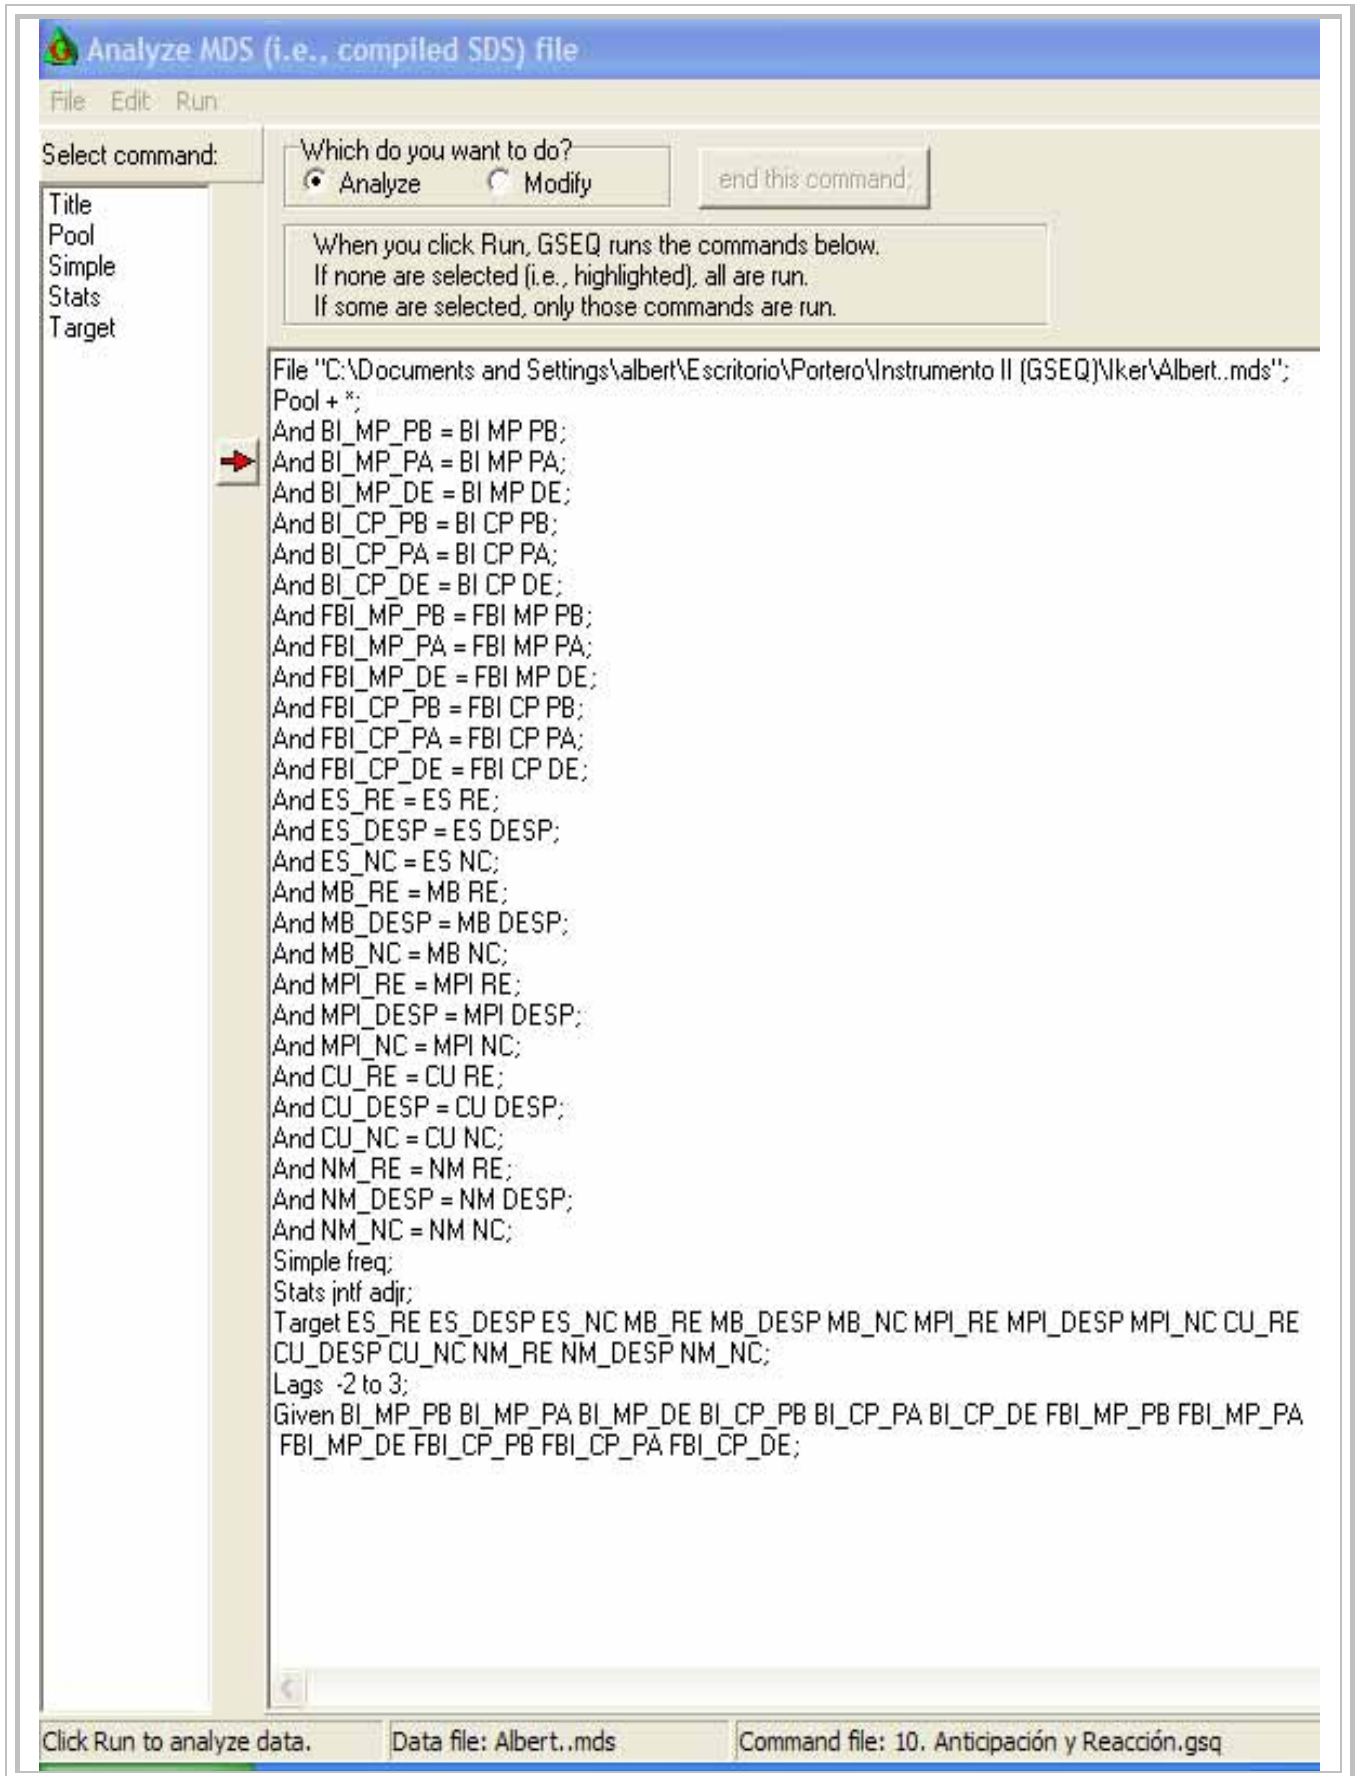 Analyze MDS (i.e., compiled SDS) file
File Edit Run
Select command:
Title
Pool
Simple
Stats
Target
Which do you want to do?
Analyze Modify
end this command;
When you click Run, GSEQ runs the commands below.
If none are selected (i.e., highlighted), all are run.
If some are selected, only those commands are run.
File "C:\Documents and Settings\albert\Escritorio\Portero\Instrumento II (GSEQ)\Iker\Albert..mds";
Pool + *;
And BI_MP_PB = BI MP PB;
And BI_MP_PA = BI MP PA;
And BI_MP_DE = BI MP DE;
And BI_CP_PB = BI CP PB;
And BI_CP_PA = BI CP PA;
And BI_CP_DE = BI CP DE;
And FBI_MP_PB = FBI MP PB;
And FBI_MP_PA = FBI MP PA;
And FBI_MP_DE = FBI MP DE;
And FBI_CP_PB = FBI CP PB;
And FBI_CP_PA = FBI CP PA;
And FBI_CP_DE = FBI CP DE;
And ES_RE = ES RE;
And ES_DESP = ES DESP;
And ES_NC = ES NC;
And MB_RE = MB RE;
And MB_DESP = MB DESP;
And MB_NC = MB NC;
And MPI_RE = MPI RE;
And MPI_DESP = MPI DESP;
And MPI_NC = MPI NC;
And CU_RE = CU RE;
And CU_DESP = CU DESP;
And CU_NC = CU NC;
And NM_RE = NM RE;
And NM_DESP = NM DESP;
And NM_NC = NM NC;
Simple freq;
Stats jntf adjr;
Target ES_RE ES_DESP ES_NC MB_RE MB_DESP MB_NC MPI_RE MPI_DESP MPI_NC CU_RE
CU_DESP CU_NC NM_RE NM_DESP NM_NC;
Lags -2 to 3;
Given BI_MP_PB BI_MP_PA BI_MP_DE BI_CP_PB BI_CP_PA BI_CP_DE FBI_MP_PB FBI_MP_PA
FBI_MP_DE FBI_CP_PB FBI_CP_PA FBI_CP_DE;
Click Run to analyze data. Data file: Albert..mds Command file: 10. Anticipación y Reacción.gsq